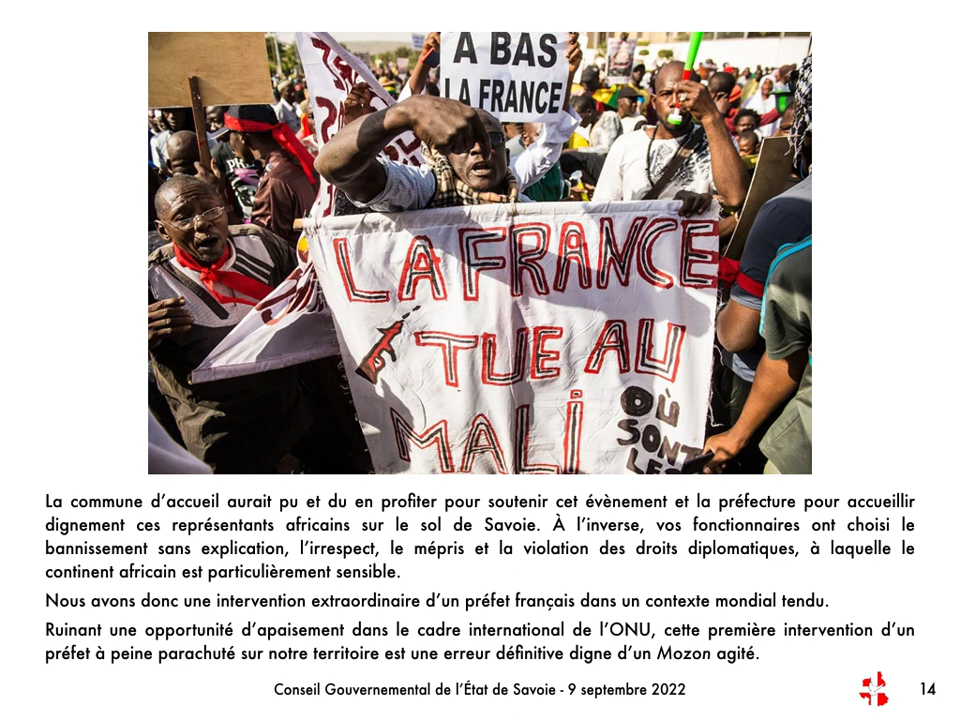 A BAS
LA FRANCE
LA FRANCE
TUE AU
MALi
OÙ
SONT
LES
La commune d’accueil aurait pu et du en profiter pour soutenir cet évènement et la préfecture pour accueillir
dignement ces représentants africains sur le sol de Savoie. À l’inverse, vos fonctionnaires ont choisi le
bannissement sans explication, l’irrespect, le mépris et la violation des droits diplomatiques, à laquelle le
continent africain est particulièrement sensible.
Nous avons donc une intervention extraordinaire d’un préfet français dans un contexte mondial tendu.
Ruinant une opportunité d’apaisement dans le cadre international de l’ONU, cette première intervention d’un
préfet à peine parachuté sur notre territoire est une erreur définitive digne d’un Mozon agité.
Conseil Gouvernemental de l’État de Savoie - 9 septembre 2022
14